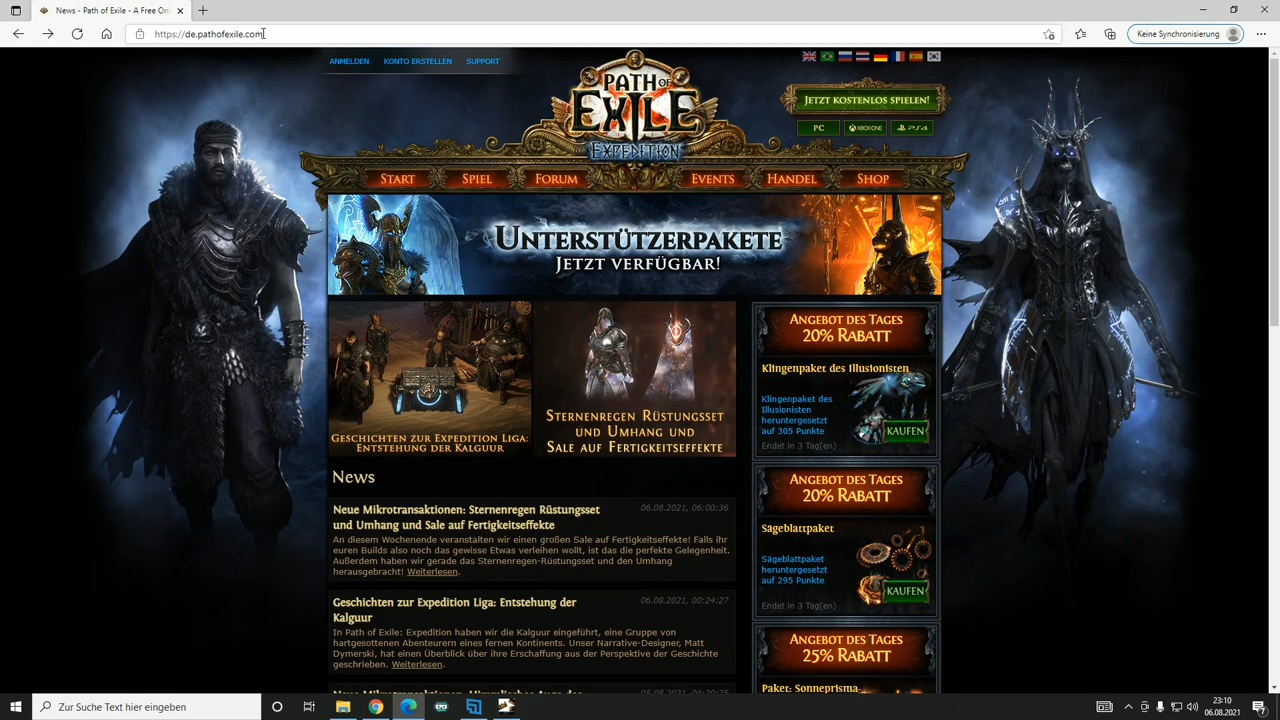 News - Path of Exile - A Free Onl
https://de.pathofexile.com
Keine Synchronisierung
ANMELDEN KONTO ERSTELLEN SUPPORT
PATH OF
EXILE
EXPEDITION
JETZT KOSTENLOS SPIELEN!
PC XBOX ONE PS4
START SPIEL FORUM EVENTS HANDEL SHOP
UNTERSTÜTZERPAKETE
JETZT VERFÜGBAR!
GESCHICHTEN ZUR EXPEDITION LIGA:
ENTSTEHUNG DER KALGUUR
STERNENREGEN RÜSTUNGSSET
UND UMHANG UND
SALE AUF FERTIGKEITSEFFEKTE
News
Neue Mikrotransaktionen: Sternenregen Rüstungsset
und Umhang und Sale auf Fertigkeitseffekte
06.08.2021, 06:00:36
An diesem Wochenende veranstalten wir einen großen Sale auf Fertigkeitseffekte! Falls ihr
euren Builds also noch das gewisse Etwas verleihen wollt, ist das die perfekte Gelegenheit.
Außerdem haben wir gerade das Sternenregen-Rüstungsset und den Umhang
herausgebracht! Weiterlesen.
Geschichten zur Expedition Liga: Entstehung der
Kalguur
06.08.2021, 00:24:27
In Path of Exile: Expedition haben wir die Kalguur eingeführt, eine Gruppe von
hartgesottenen Abenteurern eines fernen Kontinents. Unser Narrative-Designer, Matt
Dymerski, hat einen Überblick über ihre Erschaffung aus der Perspektive der Geschichte
geschrieben. Weiterlesen.
ANGEBOT DES TAGES
20% RABATT
Klingenpaket des Illusionisten
Klingenpaket des
Illusionisten
heruntergesetzt
auf 305 Punkte
KAUFEN
Endet in 3 Tag(en)
ANGEBOT DES TAGES
20% RABATT
Sägeblattpaket
Sägeblattpaket
heruntergesetzt
auf 295 Punkte
KAUFEN
Endet in 3 Tag(en)
ANGEBOT DES TAGES
25% RABATT
Paket: Sonneprisma-
Zur Suche Text hier eingeben
23:10
06.08.2021